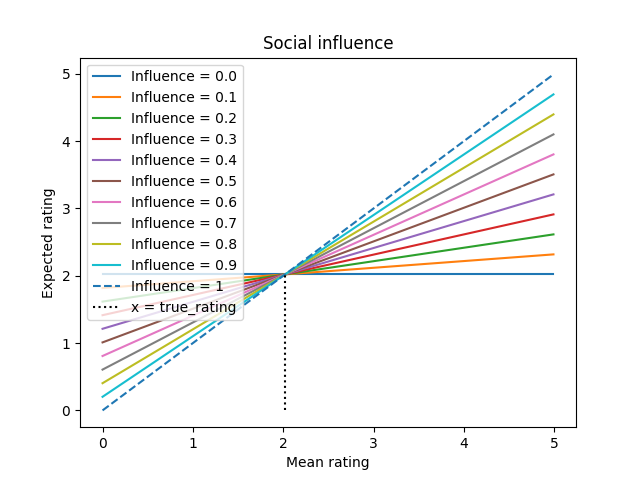 Social influence
Influence = 0.0
Influence = 0.1
Influence = 0.2
Influence = 0.3
Influence = 0.4
Influence = 0.5
Influence = 0.6
Influence = 0.7
Influence = 0.8
Influence = 0.9
Influence = 1
x = true_rating
Expected rating
5
4
3
2
1
0
0 1 2 3 4 5
Mean rating